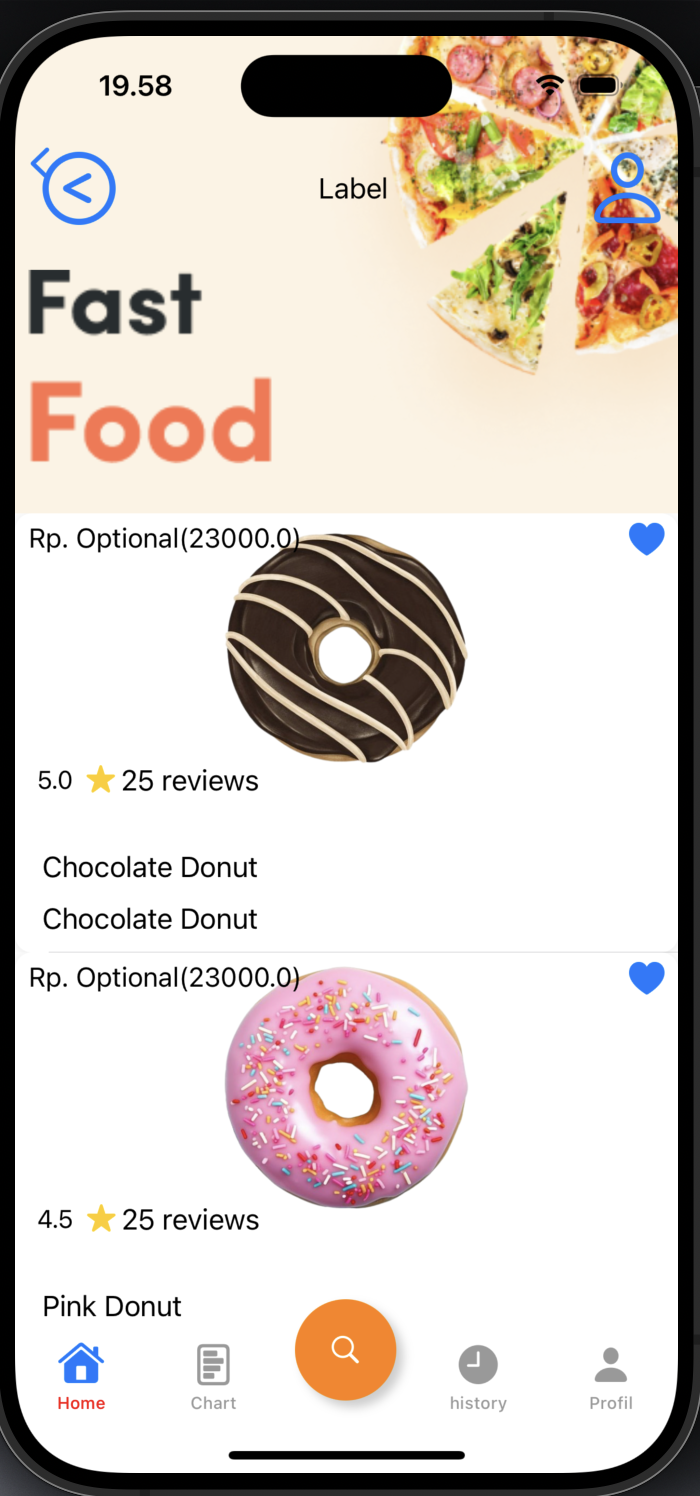 19.58
Label
Fast
Food
Rp. Optional(23000.0)
5.0 25 reviews
Chocolate Donut
Chocolate Donut
Rp. Optional(23000.0)
4.5 25 reviews
Pink Donut
Home Chart history Profil